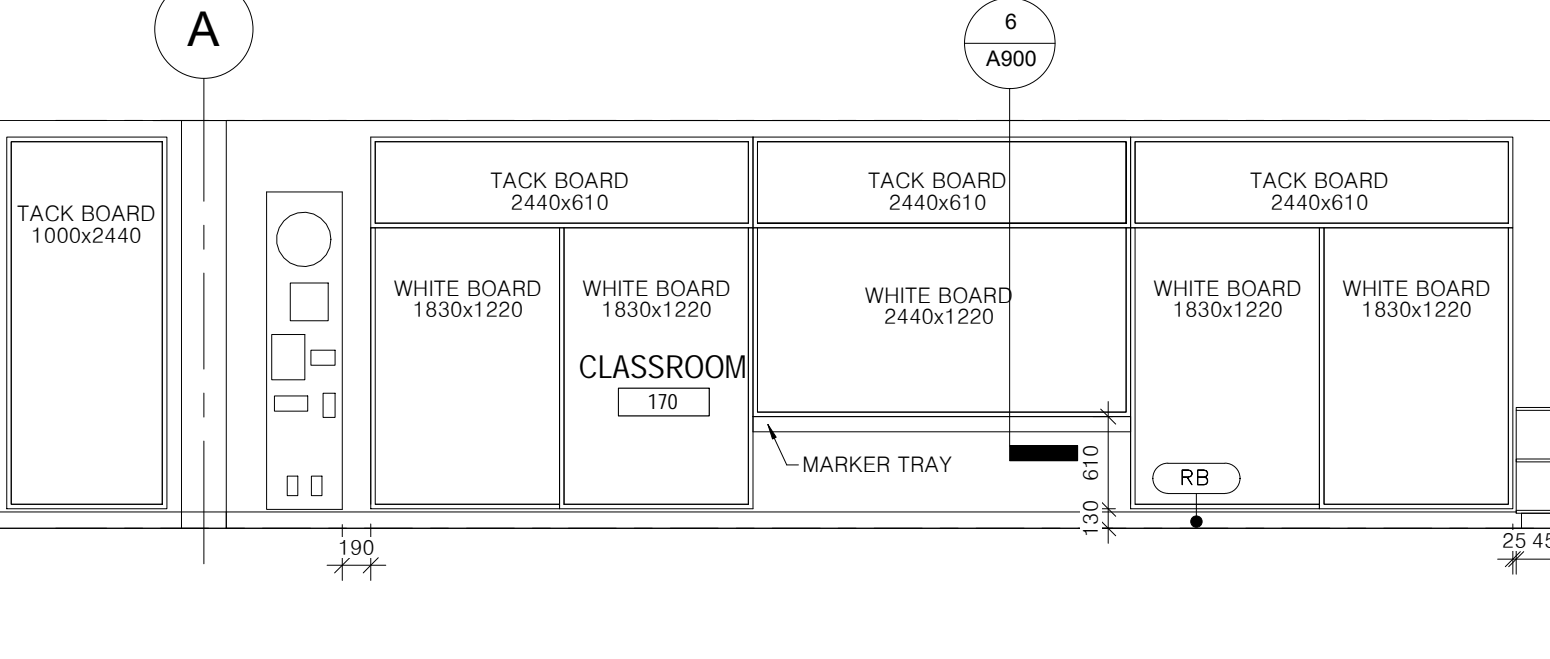 A
6
A900
TACK BOARD
1000x2440
TACK BOARD
2440x610
TACK BOARD
2440x610
TACK BOARD
2440x610
WHITE BOARD
1830x1220
WHITE BOARD
1830x1220
WHITE BOARD
2440x1220
WHITE BOARD
1830x1220
WHITE BOARD
1830x1220
CLASSROOM
170
MARKER TRAY
610
130
RB
190
25
45